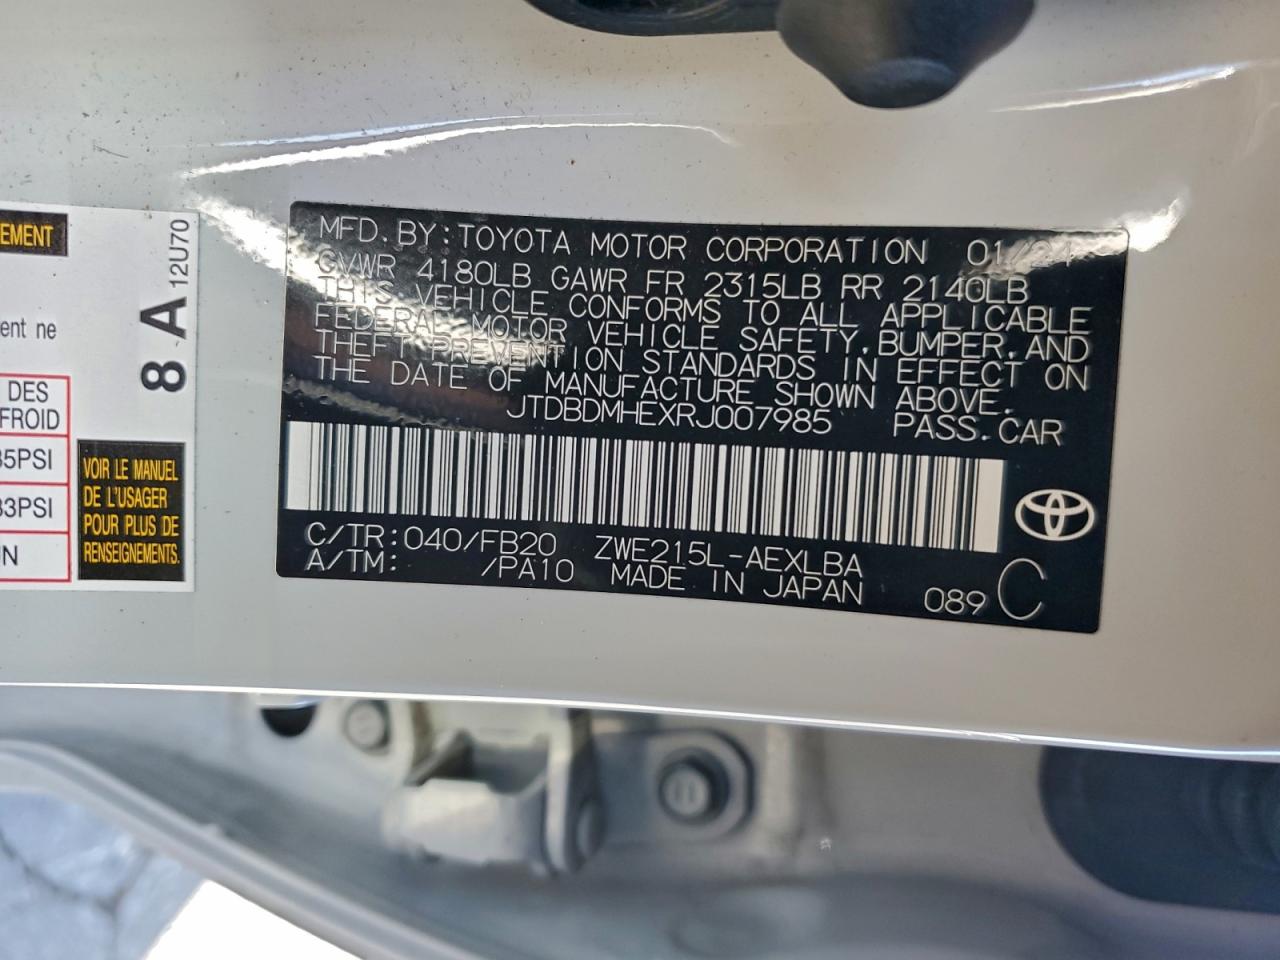 EMENT
ent ne
DES
FROID
35PSI
33PSI
N
8 A 12U70
VOIR LE MANUEL
DE L'USAGER
POUR PLUS DE
RENSEIGNEMENTS.
MFD. BY: TOYOTA MOTOR CORPORATION 01/24
GVWR 4180LB GAWR FR 2315LB RR 2140LB
THIS VEHICLE CONFORMS TO ALL APPLICABLE
FEDERAL MOTOR VEHICLE SAFETY, BUMPER, AND
THEFT PREVENTION STANDARDS IN EFFECT ON
THE DATE OF MANUFACTURE SHOWN ABOVE.
JTDBDMHEXRJ007985 PASS. CAR
C/TR: 040/FB20 ZWE215L-AEXLBA
A/TM: /PA10 MADE IN JAPAN 089 C